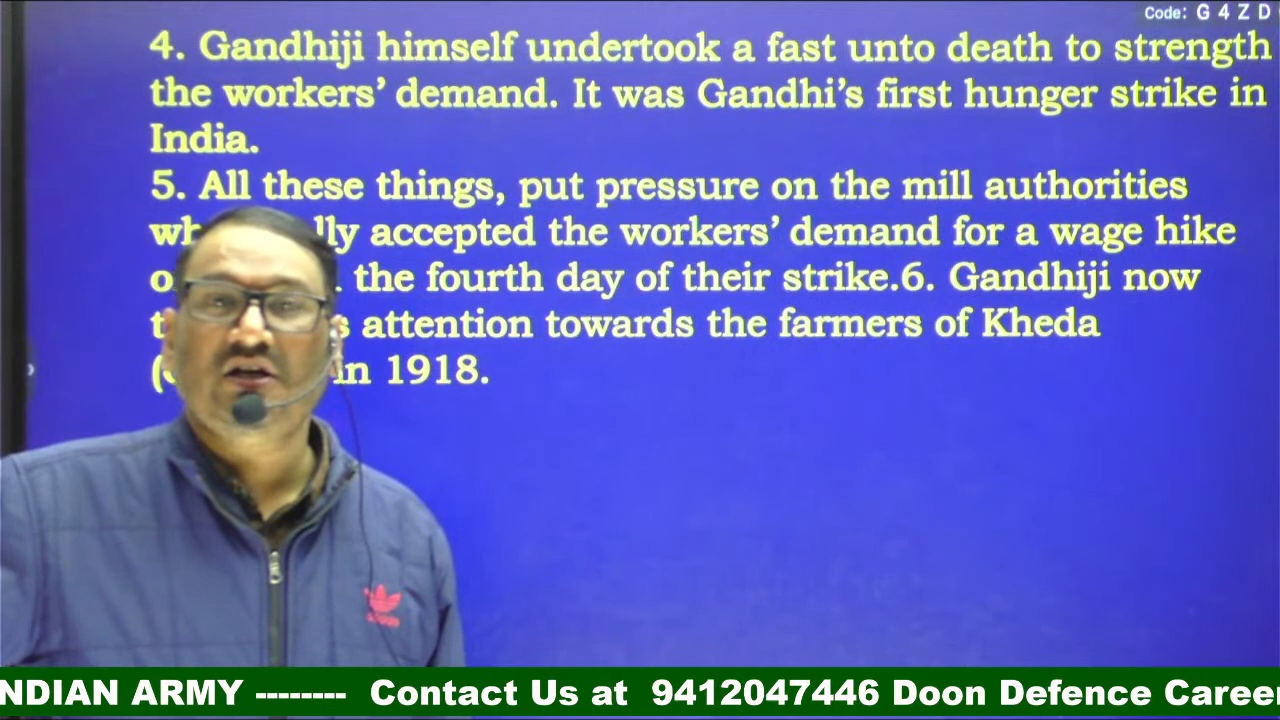 Code: G 4 Z D
4. Gandhiji himself undertook a fast unto death to strength
the workers’ demand. It was Gandhi’s first hunger strike in
India.
5. All these things, put pressure on the mill authorities
accepted the workers’ demand for a wage hike
the fourth day of their strike.6. Gandhiji now
attention towards the farmers of Kheda
in 1918.
NDIAN ARMY -------- Contact Us at 9412047446 Doon Defence Career